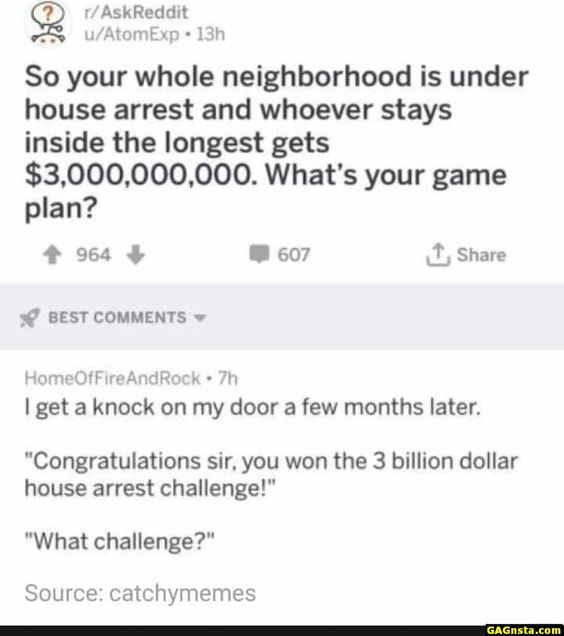 r/AskReddit
u/AtomExp • 13h
So your whole neighborhood is under
house arrest and whoever stays
inside the longest gets
$3,000,000,000. What's your game
plan?
964 607 Share
BEST COMMENTS
HomeOfFireAndRock • 7h
I get a knock on my door a few months later.
"Congratulations sir, you won the 3 billion dollar
house arrest challenge!"
"What challenge?"
Source: catchymemes
GAGnsta.com